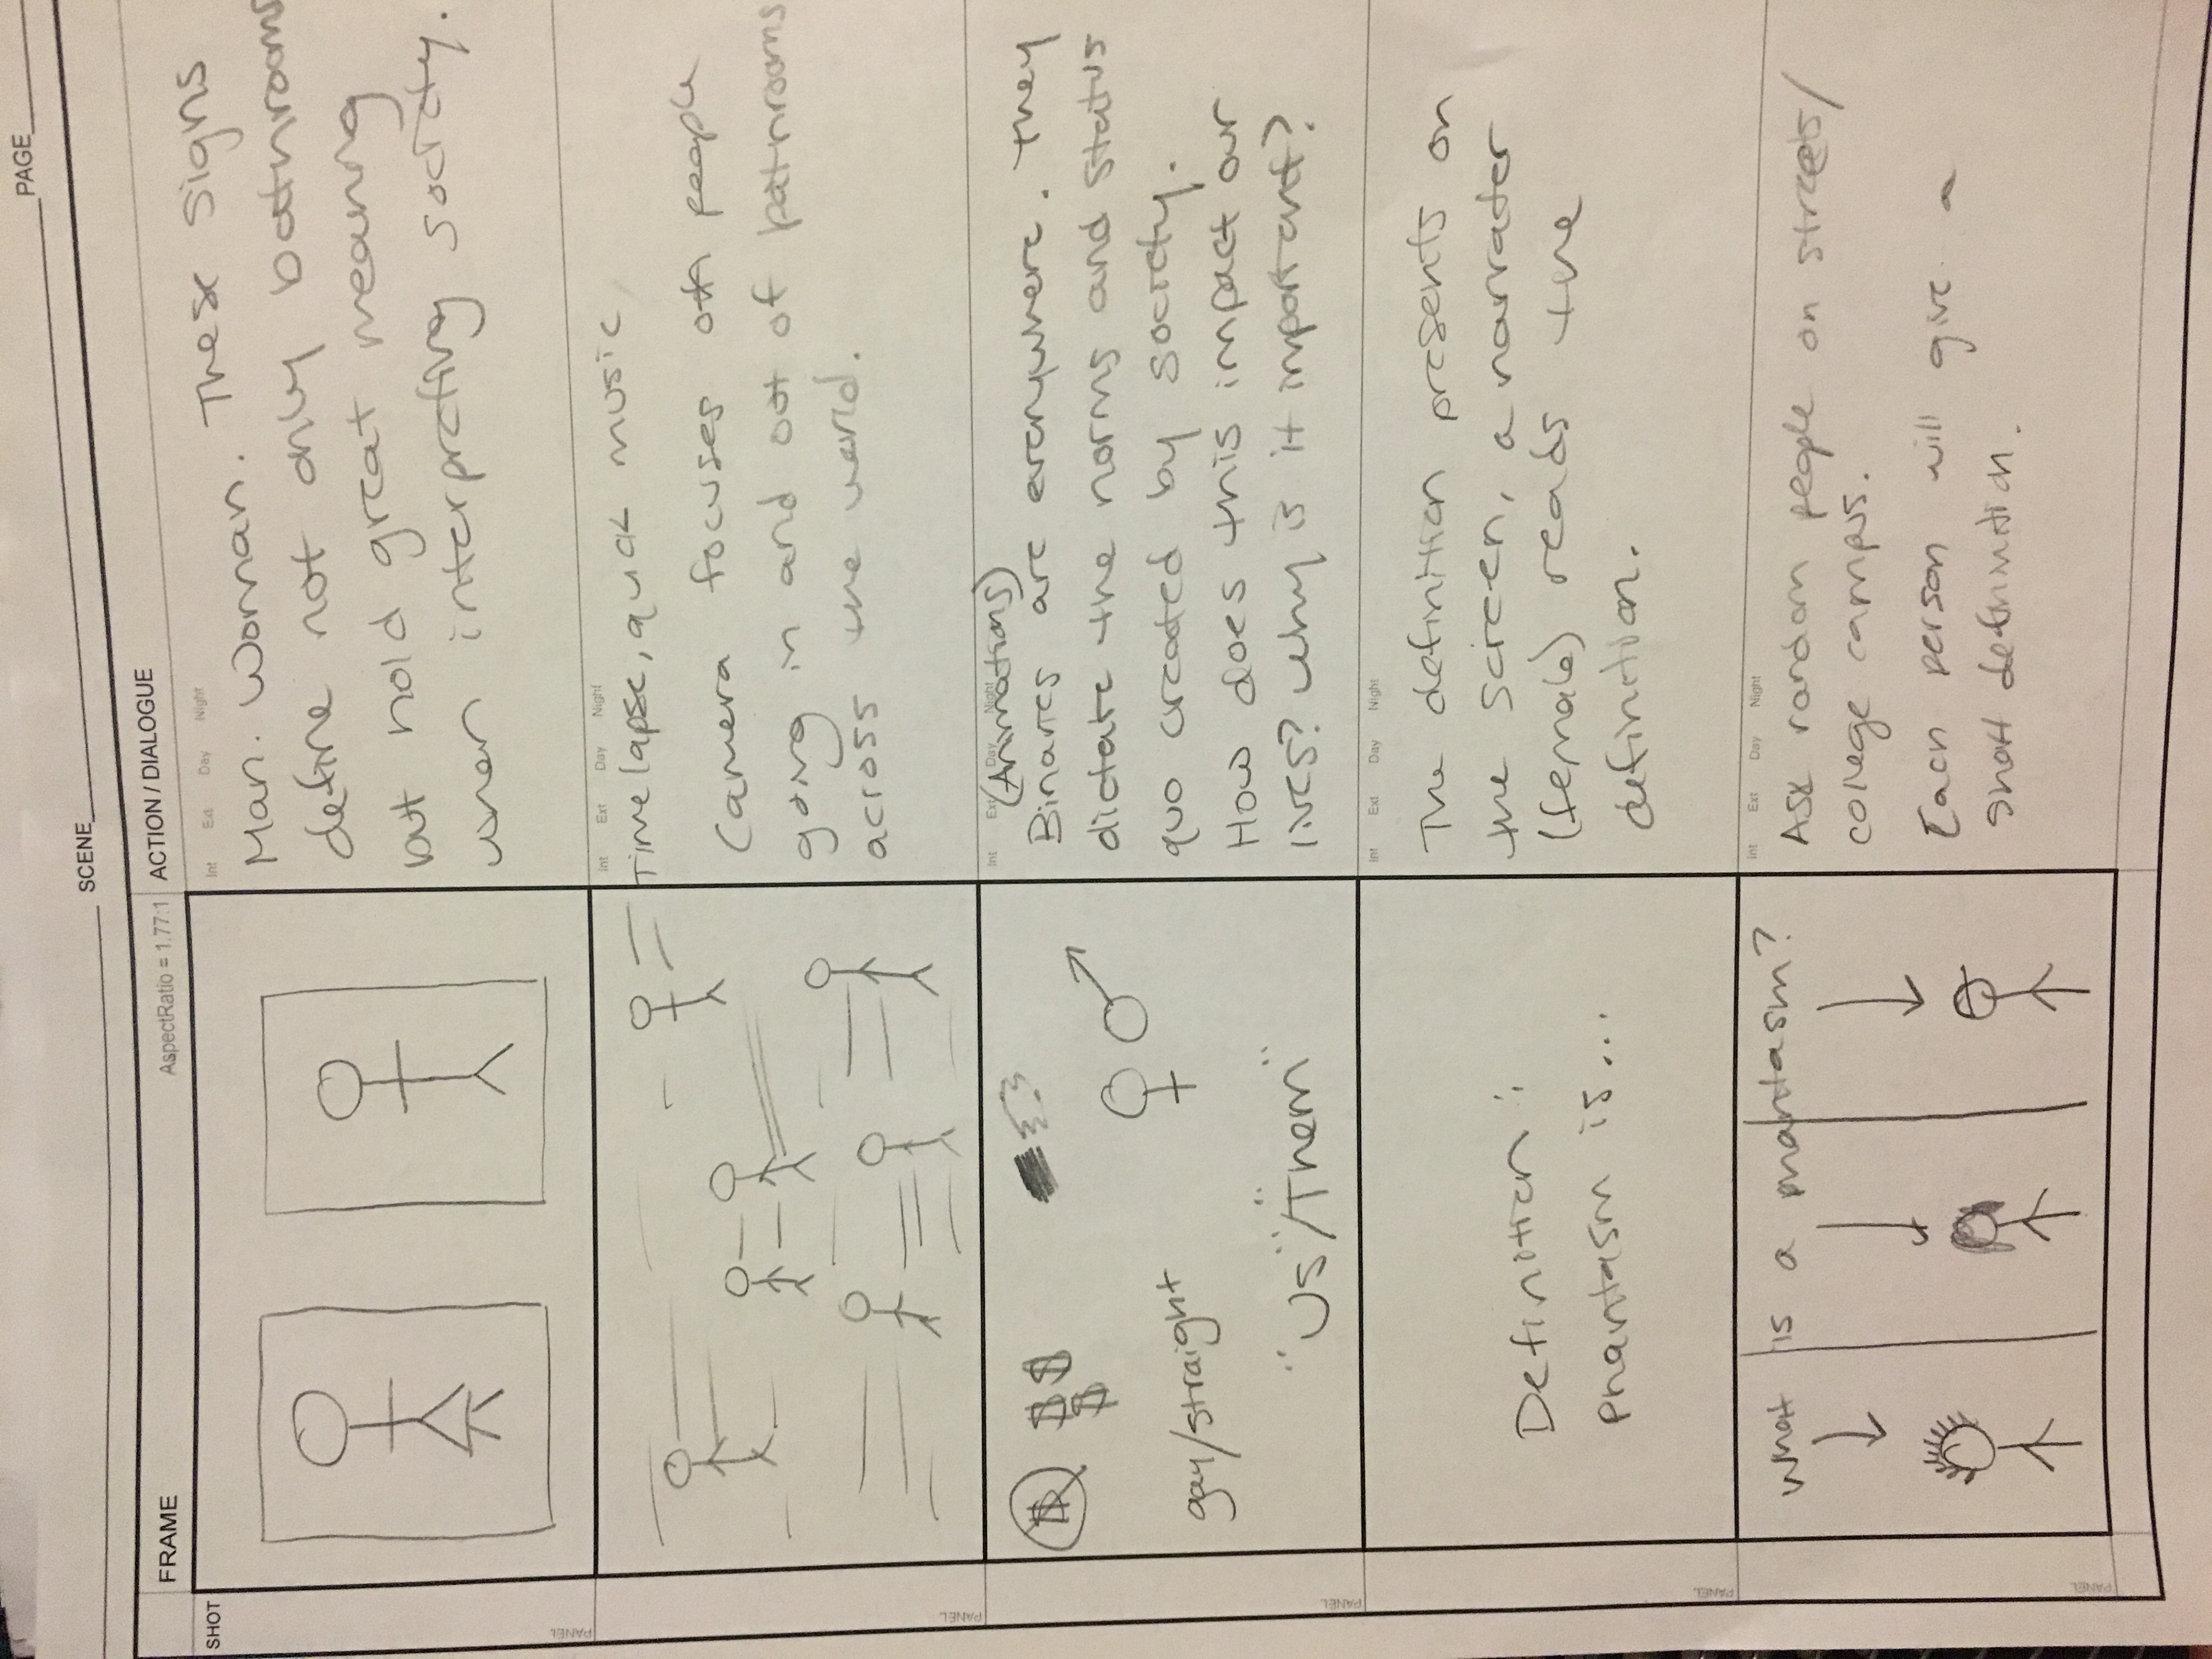 PAGE
SCENE
FRAME
AspectRatio = 1.77:1
ACTION / DIALOGUE
SHOT
Int Ext Day Night
Man. Woman. These signs
define not only bathrooms
but hold great meaning
when interpreting society.
PANEL
Int Ext Day Night
Timelapse, quick music
Camera focuses on people
going in and out of bathrooms
across the world.
PANEL
$ $ $
$
gay/straight
"Us"/"Them"
Int Ext Day Night
(Animations)
Binaries are everywhere. They
dictate the norms and status
quo created by society.
How does this impact our
lives? Why is it important?
PANEL
Definition:
phantasm is...
Int Ext Day Night
The definition presents on
the screen, a narrater
(female) reads the
definition.
PANEL
What is a phantasm?
Int Ext Day Night
Ask random people on streets/
college campus.
Each person will give a
short definition.
PANEL